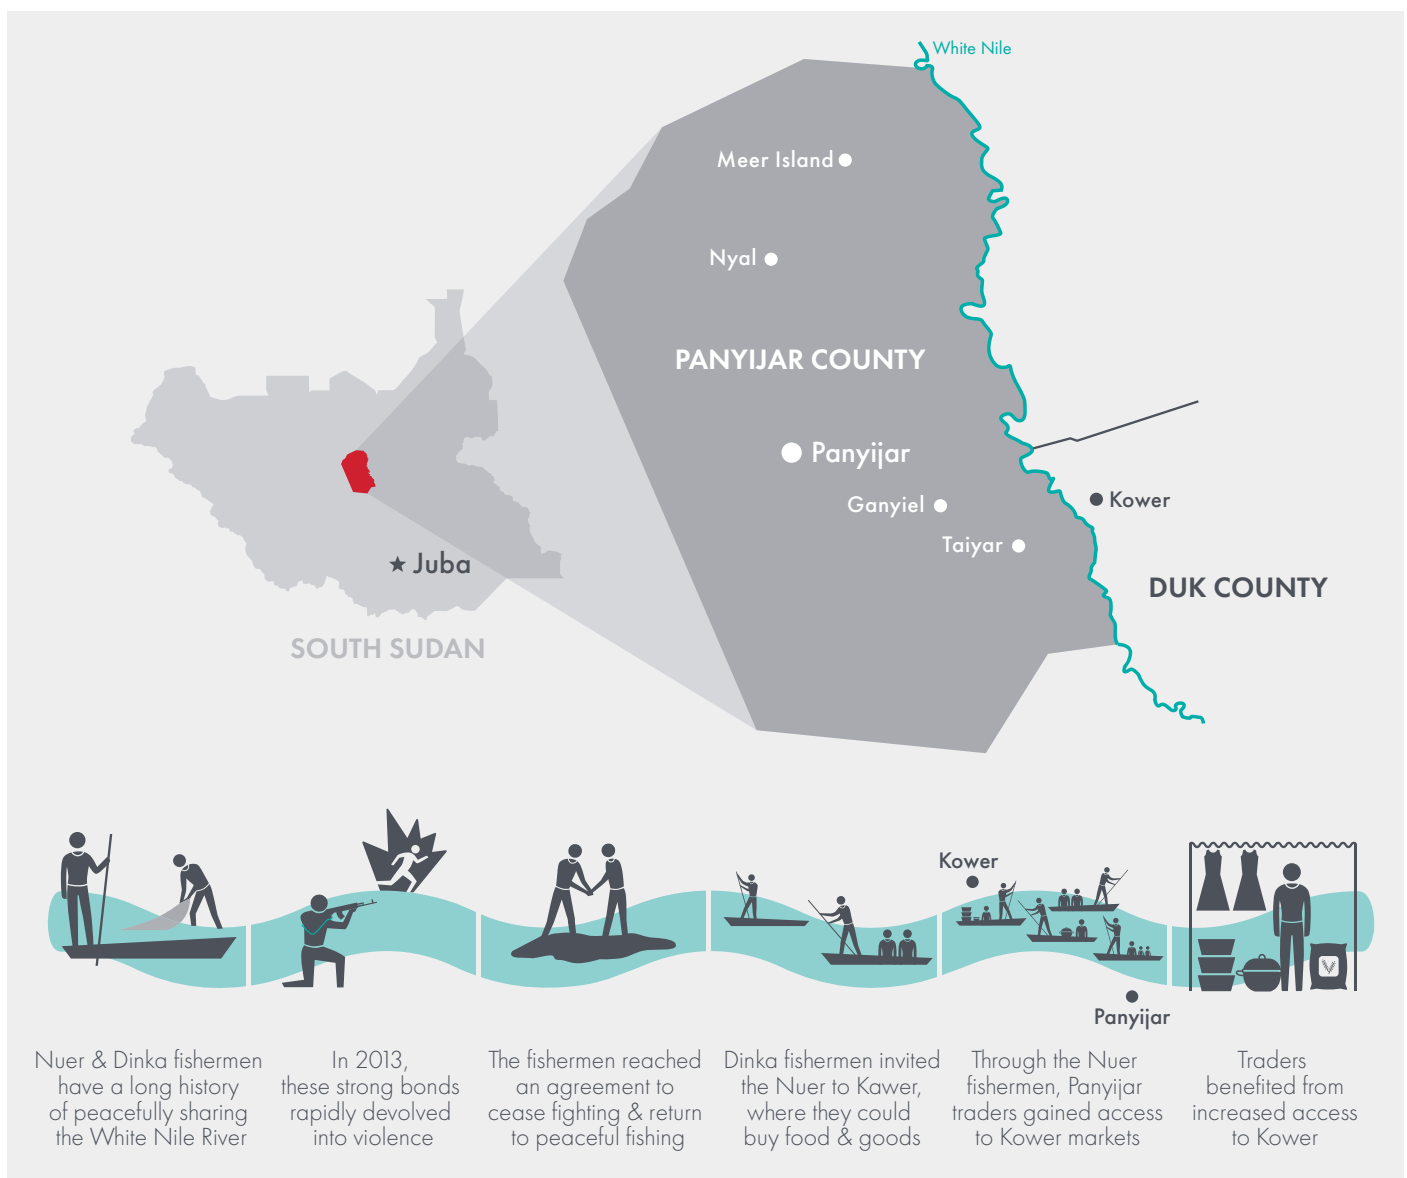 White Nile
Meer Island
Nyal
PANYIJAR COUNTY
Panyijar
Ganyiel
Taiyar
Kower
DUK COUNTY
Juba
SOUTH SUDAN
Kower
Panyijar
Nuer & Dinka fishermen
have a long history
of peacefully sharing
the White Nile River
In 2013,
these strong bonds
rapidly devolved
into violence
The fishermen reached
an agreement to
cease fighting & return
to peaceful fishing
Dinka fishermen invited
the Nuer to Kawer,
where they could
buy food & goods
Through the Nuer
fishermen, Panyijar
traders gained access
to Kower markets
Traders
benefited from
increased access
to Kower